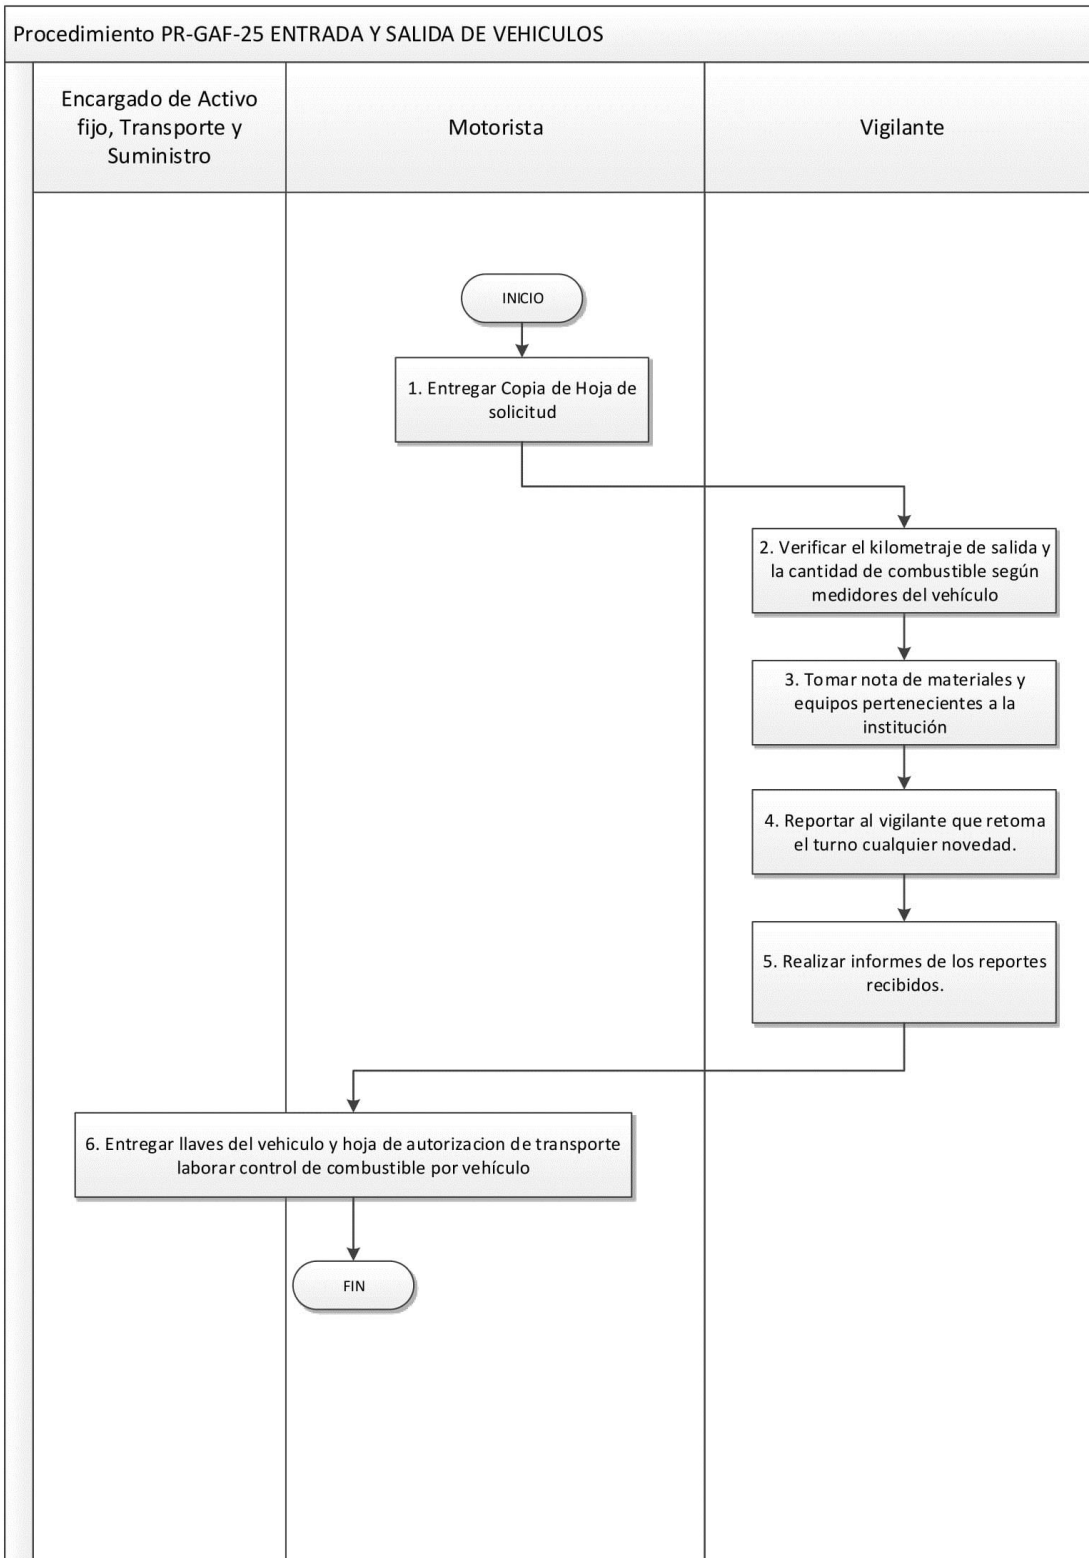 Procedimiento PR-GAF-25 ENTRADA Y SALIDA DE VEHICULOS
Encargado de Activo
fijo, Transporte y
Suministro
Motorista
Vigilante
INICIO
1. Entregar Copia de Hoja de
solicitud
2. Verificar el kilometraje de salida y
la cantidad de combustible según
medidores del vehículo
3. Tomar nota de materiales y
equipos pertenecientes a la
institución
4. Reportar al vigilante que retoma
el turno cualquier novedad.
5. Realizar informes de los reportes
recibidos.
6. Entregar llaves del vehiculo y hoja de autorizacion de transporte
laborar control de combustible por vehículo
FIN